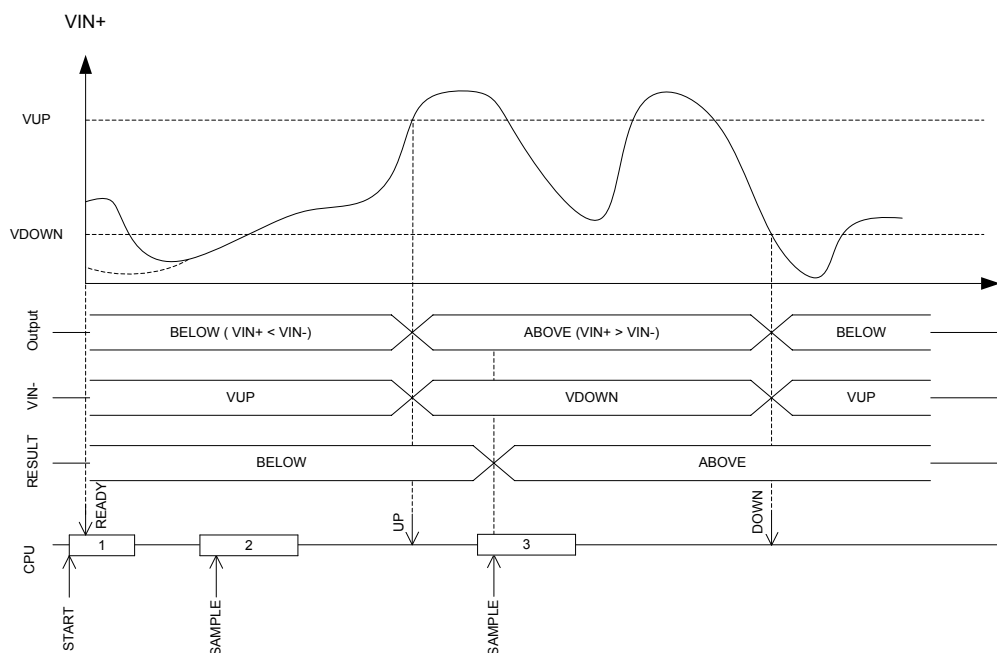 VIN+
VUP
VDOWN
Output
BELOW ( VIN+ < VIN-)
ABOVE (VIN+ > VIN-)
BELOW
VIN-
VUP
VDOWN
VUP
RESULT
BELOW
ABOVE
READY
UP
DOWN
CPU
1
2
3
START
SAMPLE
SAMPLE